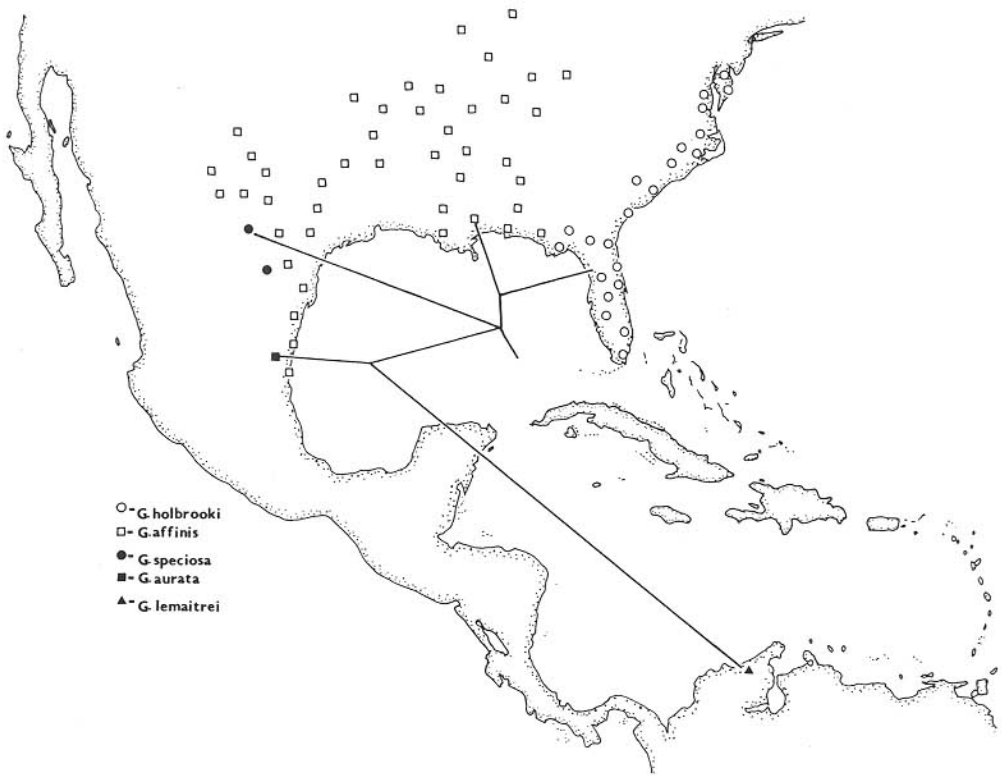 G. holbrooki
G. affinis
G. speciosa
G. aurata
G. lemaitrei